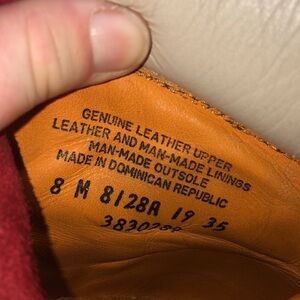 GENUINE LEATHER UPPER
LEATHER AND MAN-MADE LININGS
MAN-MADE OUTSOLE
MADE IN DOMINICAN REPUBLIC
8 M 8128A 19 35